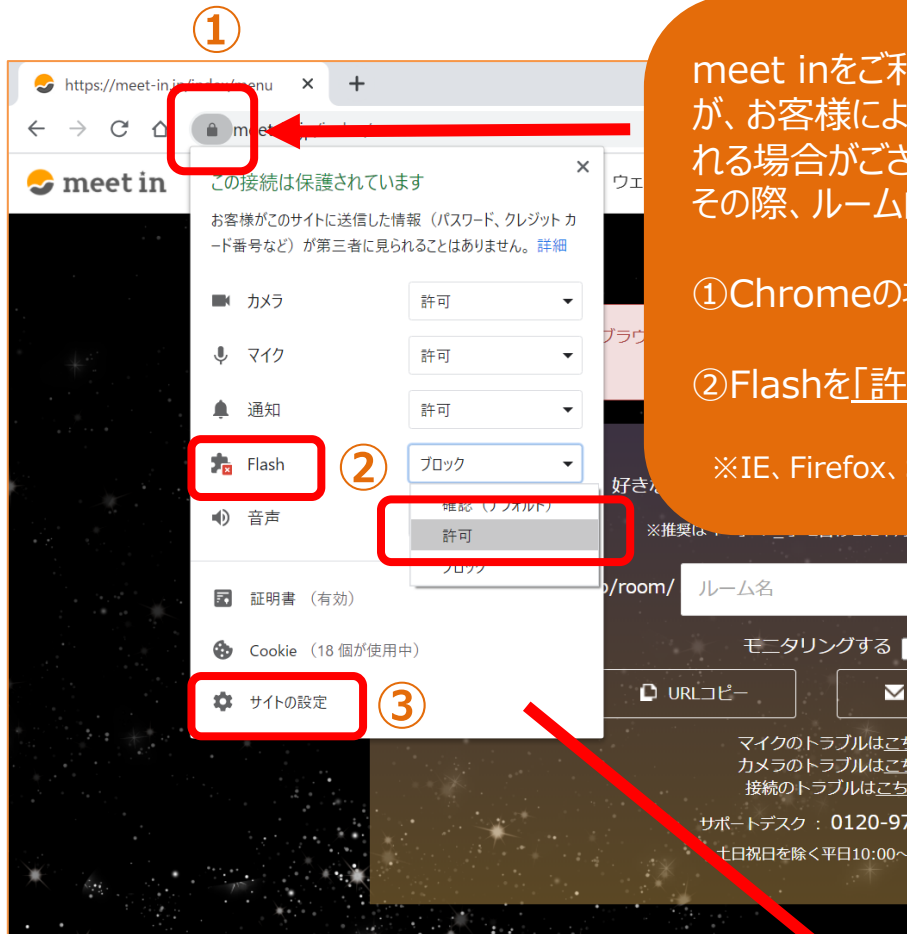 ①
https://meet-in.jp/index/menu
meet in
この接続は保護されています
お客様がこのサイトに送信した情報（パスワード、クレジット カ
ード番号など）が第三者に見られることはありません。詳細
カメラ 許可
マイク 許可
通知 許可
Flash ② ブロック
確認（デフォルト）
音声
許可
ブロック
証明書 （有効）
Cookie （18 個が使用中）
サイトの設定 ③
meet inをご
が、お客様によ
れる場合がござ
その際、ルーム
①Chromeの
②Flashを「許
※IE、Firefox、
ウェ
ブラウ
好きな
※推奨は
/room/ ルーム名
モニタリングする
URLコピー
マイクのトラブルはこち
カメラのトラブルはこち
接続のトラブルはこち
サポートデスク : 0120-97
土日祝日を除く平日10:00～